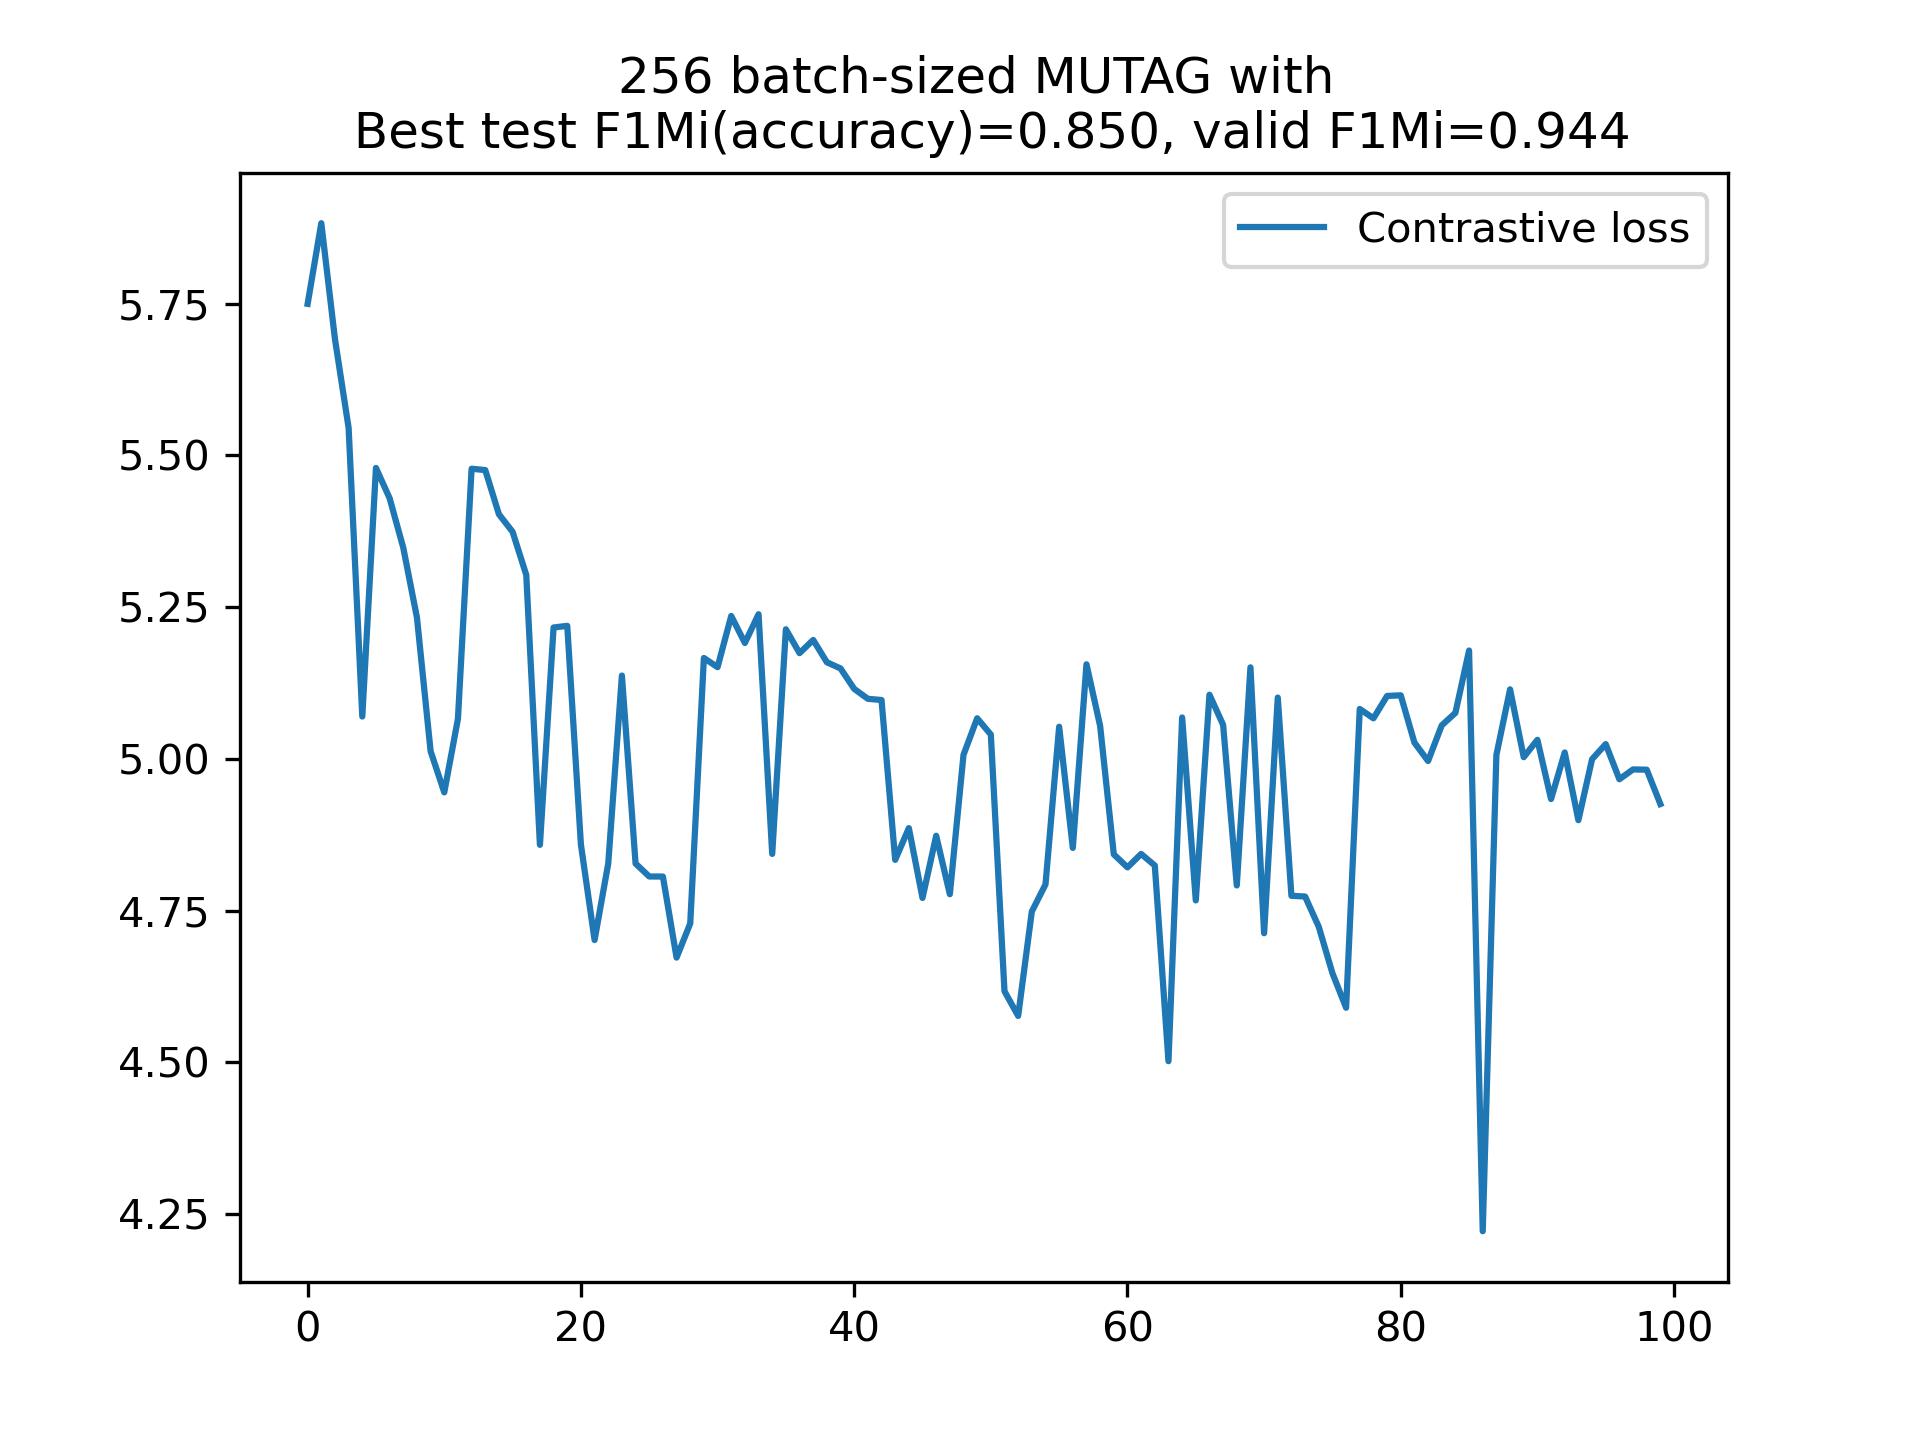 256 batch-sized MUTAG with
Best test F1Mi(accuracy)=0.850, valid F1Mi=0.944
Contrastive loss
5.75
5.50
5.25
5.00
4.75
4.50
4.25
0 20 40 60 80 100